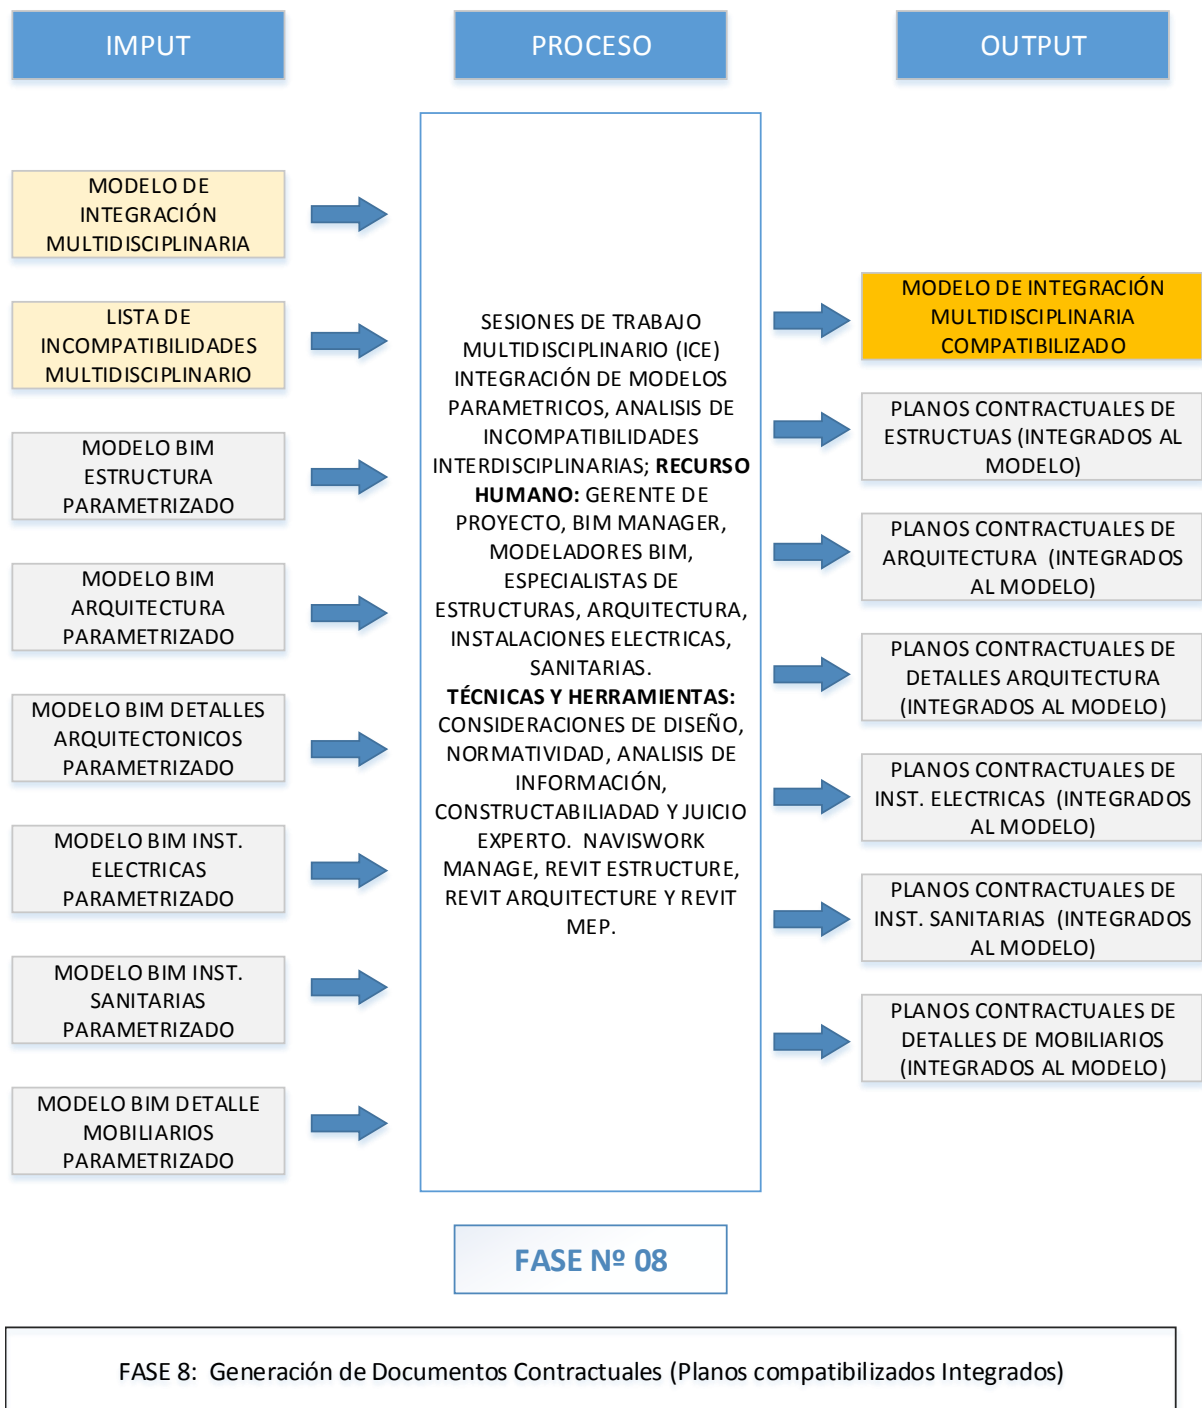 IMPUT
PROCESO
OUTPUT
MODELO DE
INTEGRACIÓN
MULTIDISCIPLINARIA
LISTA DE
INCOMPATIBILIDADES
MULTIDISCIPLINARIO
MODELO BIM
ESTRUCTURA
PARAMETRIZADO
MODELO BIM
ARQUITECTURA
PARAMETRIZADO
MODELO BIM DETALLES
ARQUITECTONICOS
PARAMETRIZADO
MODELO BIM INST.
ELECTRICAS
PARAMETRIZADO
MODELO BIM INST.
SANITARIAS
PARAMETRIZADO
MODELO BIM DETALLE
MOBILIARIOS
PARAMETRIZADO
SESIONES DE TRABAJO
MULTIDISCIPLINARIO (ICE)
INTEGRACIÓN DE MODELOS
PARAMETRICOS, ANALISIS DE
INCOMPATIBILIDADES
INTERDISCIPLINARIAS; RECURSO
HUMANO: GERENTE DE
PROYECTO, BIM MANAGER,
MODELADORES BIM,
ESPECIALISTAS DE
ESTRUCTURAS, ARQUITECTURA,
INSTALACIONES ELECTRICAS,
SANITARIAS.
TÉCNICAS Y HERRAMIENTAS:
CONSIDERACIONES DE DISEÑO,
NORMATIVIDAD, ANALISIS DE
INFORMACIÓN,
CONSTRUCTABILIADAD Y JUICIO
EXPERTO. NAVISWORK
MANAGE, REVIT ESTRUCTURE,
REVIT ARQUITECTURE Y REVIT
MEP.
MODELO DE INTEGRACIÓN
MULTIDISCIPLINARIA
COMPATIBILIZADO
PLANOS CONTRACTUALES DE
ESTRUCTUAS (INTEGRADOS AL
MODELO)
PLANOS CONTRACTUALES DE
ARQUITECTURA (INTEGRADOS
AL MODELO)
PLANOS CONTRACTUALES DE
DETALLES ARQUITECTURA
(INTEGRADOS AL MODELO)
PLANOS CONTRACTUALES DE
INST. ELECTRICAS (INTEGRADOS
AL MODELO)
PLANOS CONTRACTUALES DE
INST. SANITARIAS (INTEGRADOS
AL MODELO)
PLANOS CONTRACTUALES DE
DETALLES DE MOBILIARIOS
(INTEGRADOS AL MODELO)
FASE Nº 08
FASE 8: Generación de Documentos Contractuales (Planos compatibilizados Integrados)